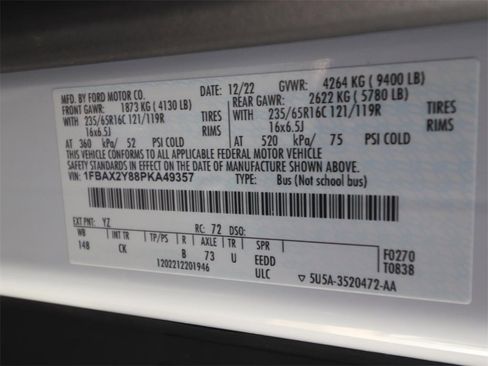 MFD. BY FORD MOTOR CO. DATE: 12/22 GVWR: 4264 KG ( 9400 LB)
FRONT GAWR: 1873 KG ( 4130 LB) REAR GAWR: 2622 KG ( 5780 LB)
WITH 235/65R16C 121/119R TIRES WITH 235/65R16C 121/119R TIRES
16x6.5J RIMS 16x6.5J RIMS
AT 360 kPa/ 52 PSI COLD AT 520 kPa/ 75 PSI COLD
THIS VEHICLE CONFORMS TO ALL APPLICABLE FEDERAL MOTOR VEHICLE
SAFETY STANDARDS IN EFFECT ON THE DATE OF MANUFACTURE SHOWN ABOVE.
VIN: 1FBAX2Y88PKA49357 TYPE: Bus (Not school bus)
EXT PNT: YZ RC: 72 DSO:
WB INT TR TP/PS R AXLE TR SPR F0270
148 CK B 73 U EEDD T0838
1202212201946 ULC ▽ 5U5A-3520472-AA